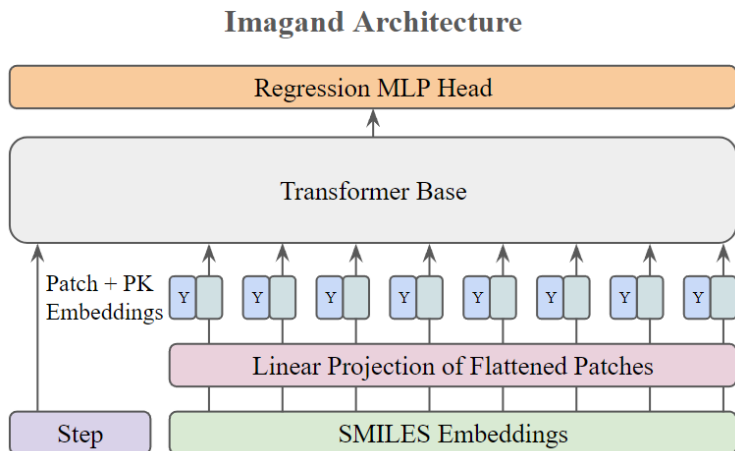 Imagand Architecture
Regression MLP Head
Transformer Base
Patch + PK
Embeddings
Y Y Y Y Y Y Y Y
Linear Projection of Flattened Patches
Step
SMILES Embeddings